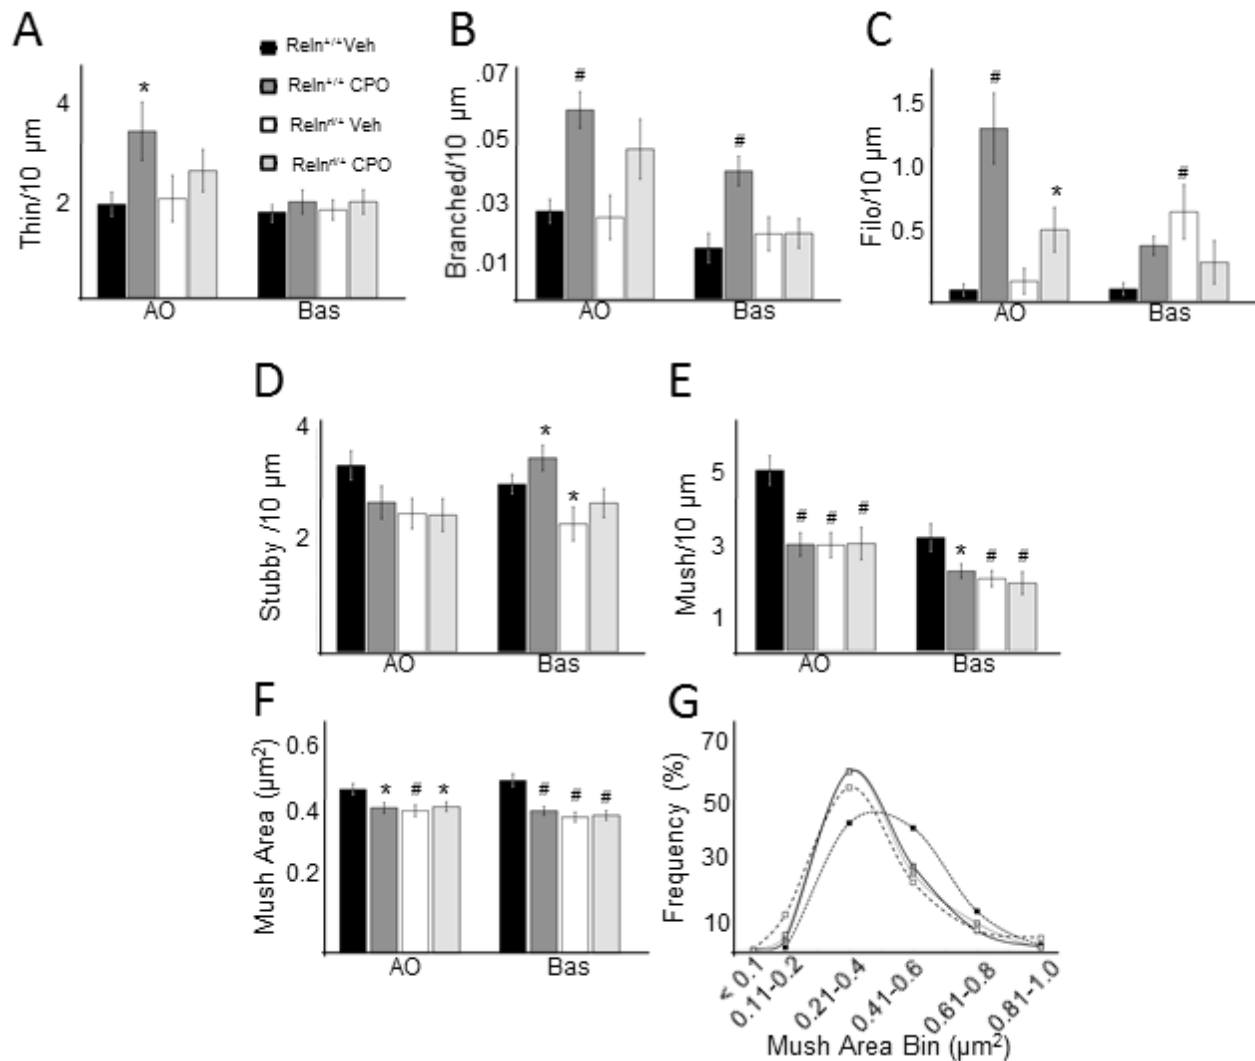 A
Reln+/+ Veh
Reln+/+ CPO
Relnrl/+ Veh
Relnrl/+ CPO
*
4
2
Thin/10 µm
AO
Bas
B
.07
.05
.03
.01
Branched/10 µm
#
#
AO
Bas
C
1.5
1.0
.5
Filo/10 µm
#
*
#
AO
Bas
D
4
2
Stubby /10 µm
*
*
AO
Bas
E
5
3
1
Mush/10 µm
# # #
* # #
AO
Bas
F
0.6
0.4
0.2
Mush Area (µm²)
* # *
# # #
AO
Bas
G
70
50
30
10
Frequency (%)
< 0.1
0.11-0.2
0.21-0.4
0.41-0.6
0.61-0.8
0.81-1.0
Mush Area Bin (µm²)